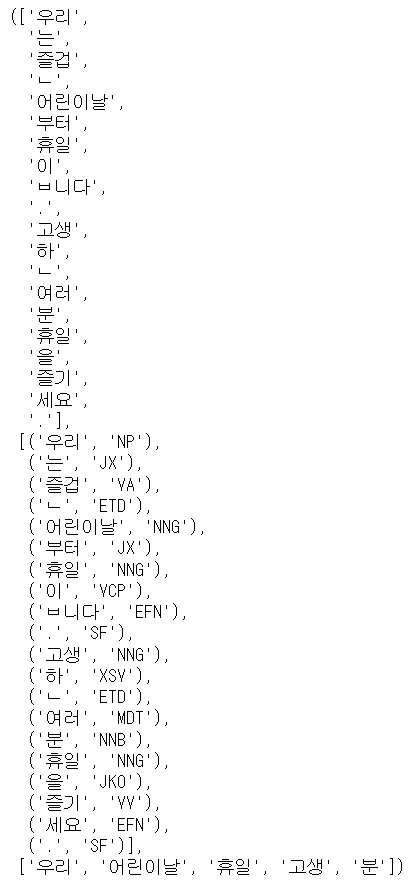 (['우리',
'는',
'즐겁',
'ㄴ',
'어린이날',
'부터',
'휴일',
'이',
'ㅂ니다',
'.',
'고생',
'하',
'ㄴ',
'여러',
'분',
'휴일',
'을',
'즐기',
'세요',
'.'],
[('우리', 'NP'),
('는', 'JX'),
('즐겁', 'VA'),
('ㄴ', 'ETD'),
('어린이날', 'NNG'),
('부터', 'JX'),
('휴일', 'NNG'),
('이', 'VCP'),
('ㅂ니다', 'EFN'),
('.', 'SF'),
('고생', 'NNG'),
('하', 'XSV'),
('ㄴ', 'ETD'),
('여러', 'MDT'),
('분', 'NNB'),
('휴일', 'NNG'),
('을', 'JKO'),
('즐기', 'VV'),
('세요', 'EFN'),
('.', 'SF')],
['우리', '어린이날', '휴일', '고생', '분'])